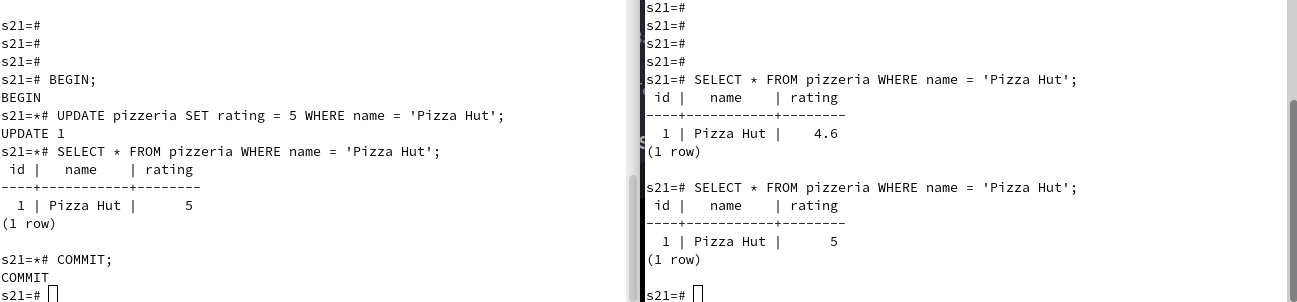 s21=#
s21=#
s21=#
s21=# BEGIN;
BEGIN
s21=*# UPDATE pizzeria SET rating = 5 WHERE name = 'Pizza Hut';
UPDATE 1
s21=*# SELECT * FROM pizzeria WHERE name = 'Pizza Hut';
 id |   name    | rating
----+-----------+--------
  1 | Pizza Hut |      5
(1 row)

s21=*# COMMIT;
COMMIT
s21=#
s21=#
s21=#
s21=#
s21=#
s21=# SELECT * FROM pizzeria WHERE name = 'Pizza Hut';
 id |   name    | rating
----+-----------+--------
  1 | Pizza Hut |    4.6
(1 row)

s21=# SELECT * FROM pizzeria WHERE name = 'Pizza Hut';
 id |   name    | rating
----+-----------+--------
  1 | Pizza Hut |      5
(1 row)

s21=#